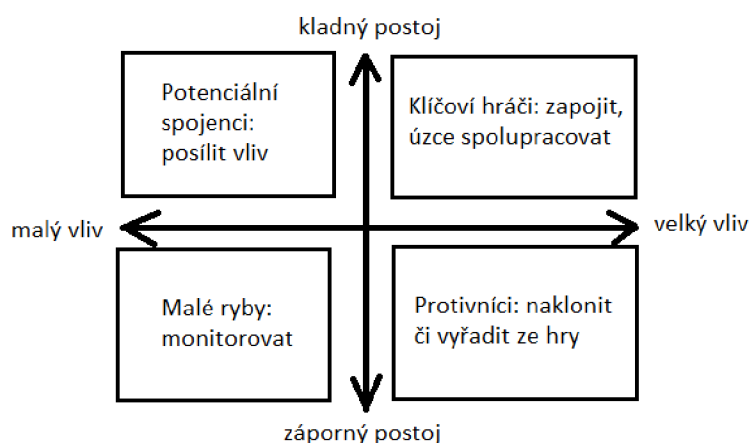 kladný postoj
Potenciální
spojenci:
posílit vliv
Klíčoví hráči: zapojit,
úzce spolupracovat
malý vliv
velký vliv
Malé ryby:
monitorovat
Protivníci: naklonit
či vyřadit ze hry
záporný postoj